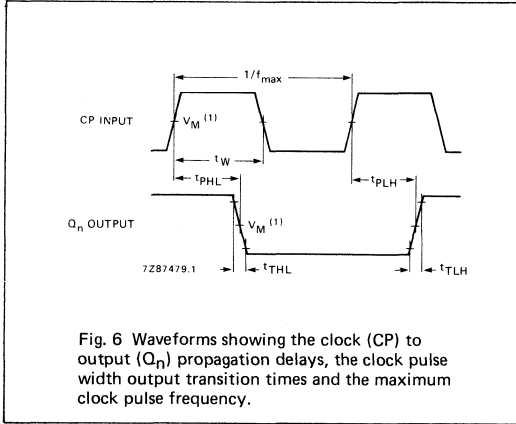 1/fmax
CP INPUT
VM (1)
tW
tPHL
tPLH
Qn OUTPUT
VM (1)
7Z87479.1
tTHL
tTLH
Fig. 6 Waveforms showing the clock (CP) to
output (Qn) propagation delays, the clock pulse
width output transition times and the maximum
clock pulse frequency.